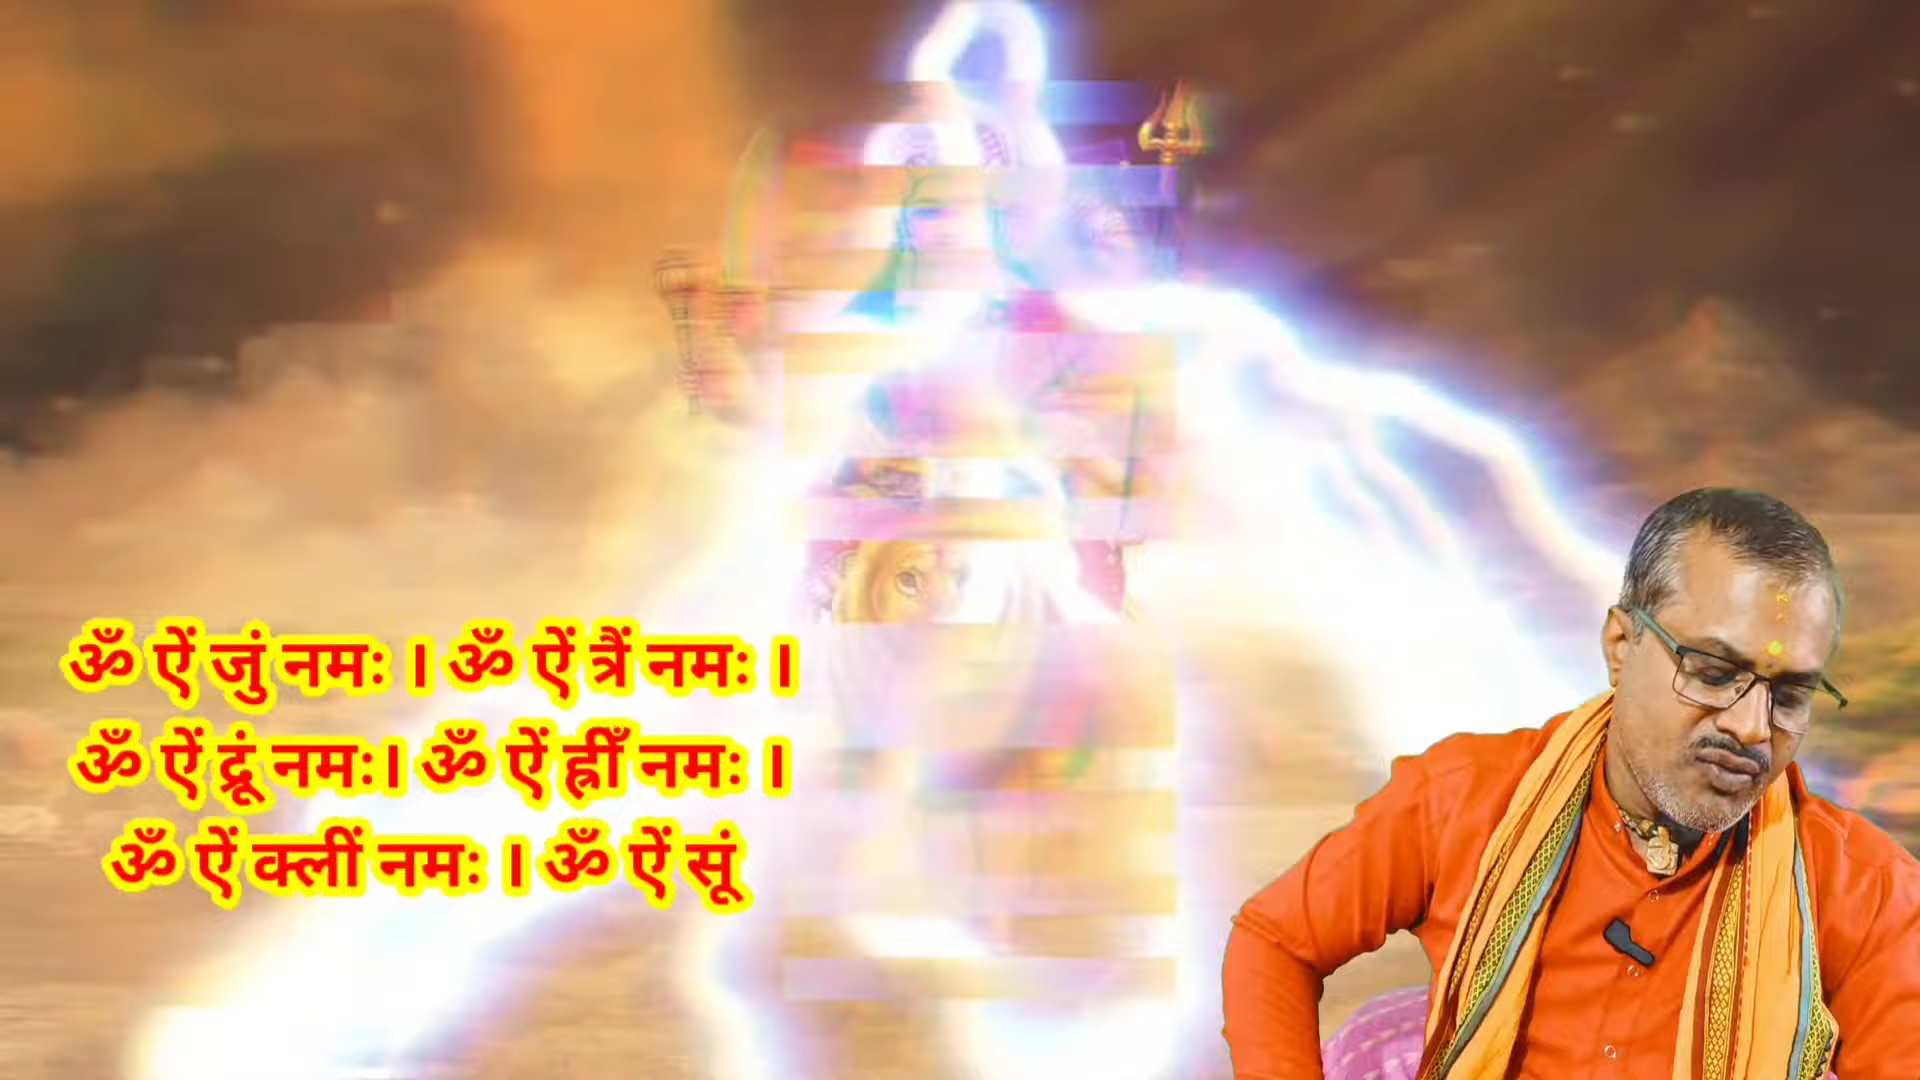 ॐ ऐं जुं नमः । ॐ ऐं त्रैं नमः ।
ॐ ऐं द्रूं नमः। ॐ ऐं ह्रीँ नमः ।
ॐ ऐं क्लीं नमः । ॐ ऐं सूं